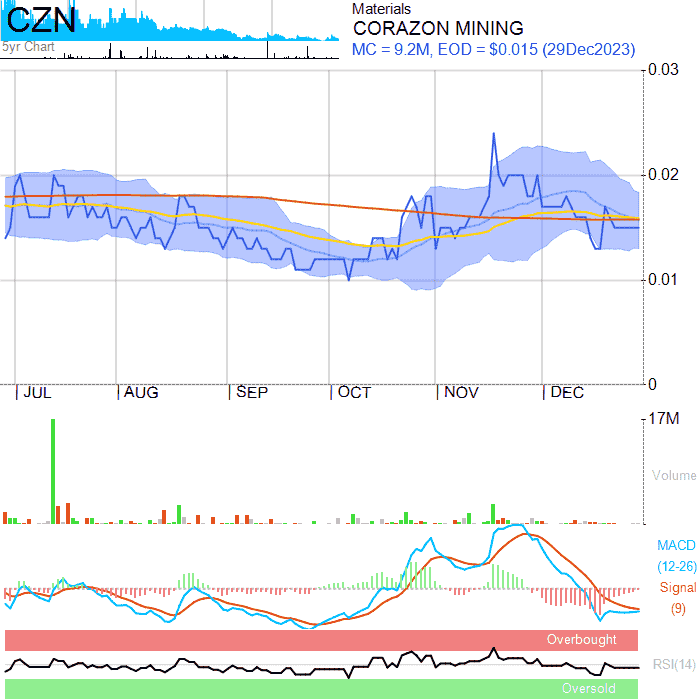 CZN
5yr Chart
Materials
CORAZON MINING
MC = 9.2M, EOD = $0.015 (29Dec2023)
0.03
0.02
0.01
0
JUL AUG SEP OCT NOV DEC
17M
Volume
MACD
(12-26)
Signal
(9)
Overbought
RSI(14)
Oversold